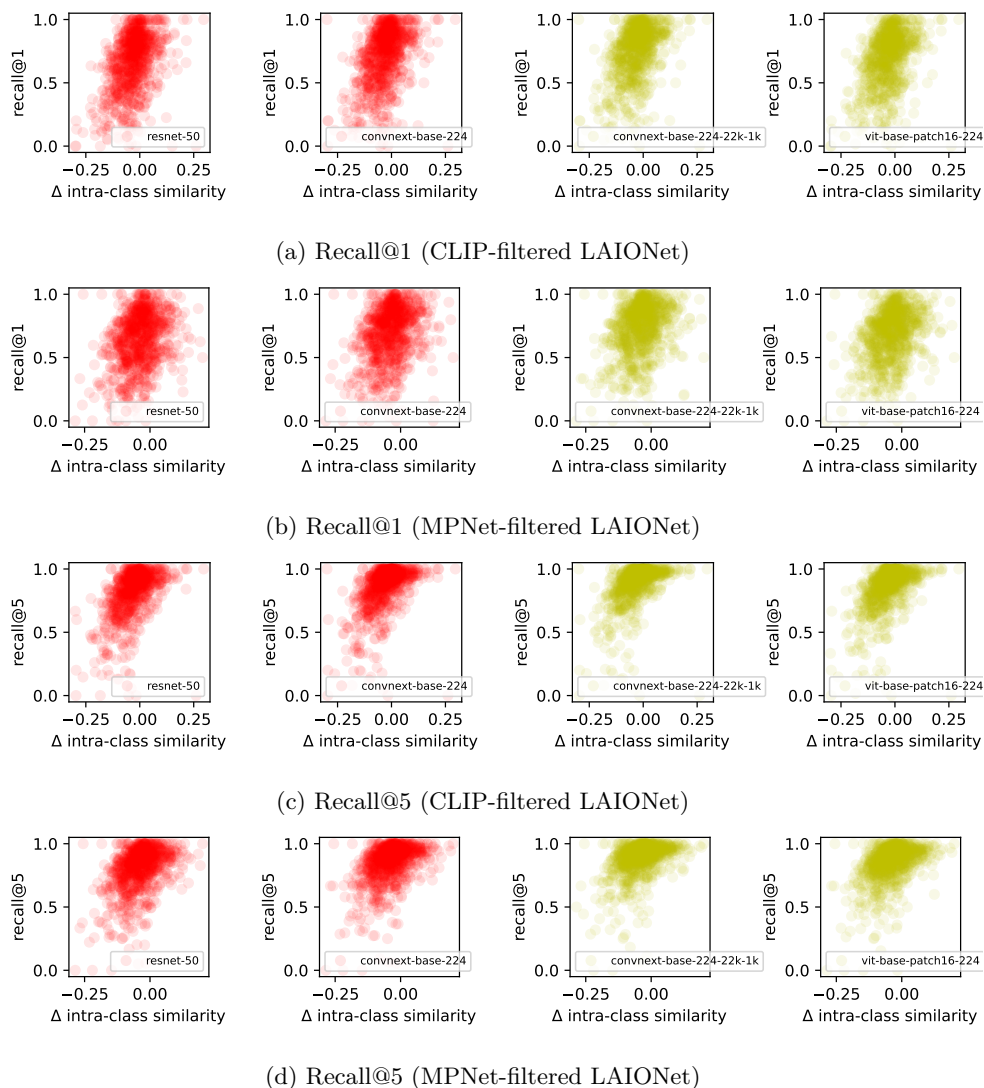 1.0
0.5
0.0
recall@1
resnet-50
−0.25 0.00 0.25
Δ intra-class similarity
1.0
0.5
0.0
recall@1
convnext-base-224
−0.25 0.00 0.25
Δ intra-class similarity
1.0
0.5
0.0
recall@1
convnext-base-224-22k-1k
−0.25 0.00 0.25
Δ intra-class similarity
1.0
0.5
0.0
recall@1
vit-base-patch16-224
−0.25 0.00 0.25
Δ intra-class similarity
(a) Recall@1 (CLIP-filtered LAIONet)
1.0
0.5
0.0
recall@1
resnet-50
−0.25 0.00
Δ intra-class similarity
1.0
0.5
0.0
recall@1
convnext-base-224
−0.25 0.00
Δ intra-class similarity
1.0
0.5
0.0
recall@1
convnext-base-224-22k-1k
−0.25 0.00
Δ intra-class similarity
1.0
0.5
0.0
recall@1
vit-base-patch16-224
−0.25 0.00
Δ intra-class similarity
(b) Recall@1 (MPNet-filtered LAIONet)
1.0
0.5
0.0
recall@5
resnet-50
−0.25 0.00 0.25
Δ intra-class similarity
1.0
0.5
0.0
recall@5
convnext-base-224
−0.25 0.00 0.25
Δ intra-class similarity
1.0
0.5
0.0
recall@5
convnext-base-224-22k-1k
−0.25 0.00 0.25
Δ intra-class similarity
1.0
0.5
0.0
recall@5
vit-base-patch16-224
−0.25 0.00 0.25
Δ intra-class similarity
(c) Recall@5 (CLIP-filtered LAIONet)
1.0
0.5
0.0
recall@5
resnet-50
−0.25 0.00
Δ intra-class similarity
1.0
0.5
0.0
recall@5
convnext-base-224
−0.25 0.00
Δ intra-class similarity
1.0
0.5
0.0
recall@5
convnext-base-224-22k-1k
−0.25 0.00
Δ intra-class similarity
1.0
0.5
0.0
recall@5
vit-base-patch16-224
−0.25 0.00
Δ intra-class similarity
(d) Recall@5 (MPNet-filtered LAIONet)